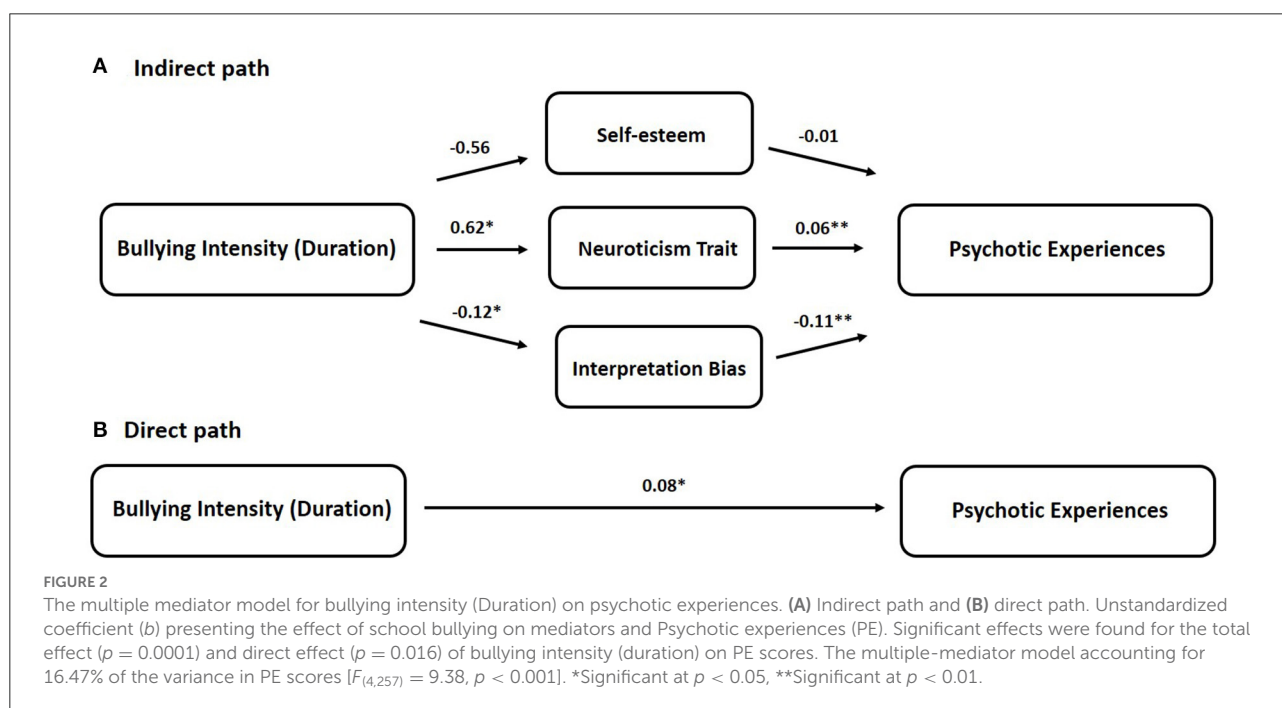 A Indirect path
Self-esteem
-0.56
-0.01
Bullying Intensity (Duration)
0.62*
Neuroticism Trait
0.06**
Psychotic Experiences
-0.12*
-0.11**
Interpretation Bias
B Direct path
Bullying Intensity (Duration)
0.08*
Psychotic Experiences
FIGURE 2
The multiple mediator model for bullying intensity (Duration) on psychotic experiences. (A) Indirect path and (B) direct path. Unstandardized
coefficient (b) presenting the effect of school bullying on mediators and Psychotic experiences (PE). Significant effects were found for the total
effect (p = 0.0001) and direct effect (p = 0.016) of bullying intensity (duration) on PE scores. The multiple-mediator model accounting for
16.47% of the variance in PE scores [F(4,257) = 9.38, p < 0.001]. *Significant at p < 0.05, **Significant at p < 0.01.